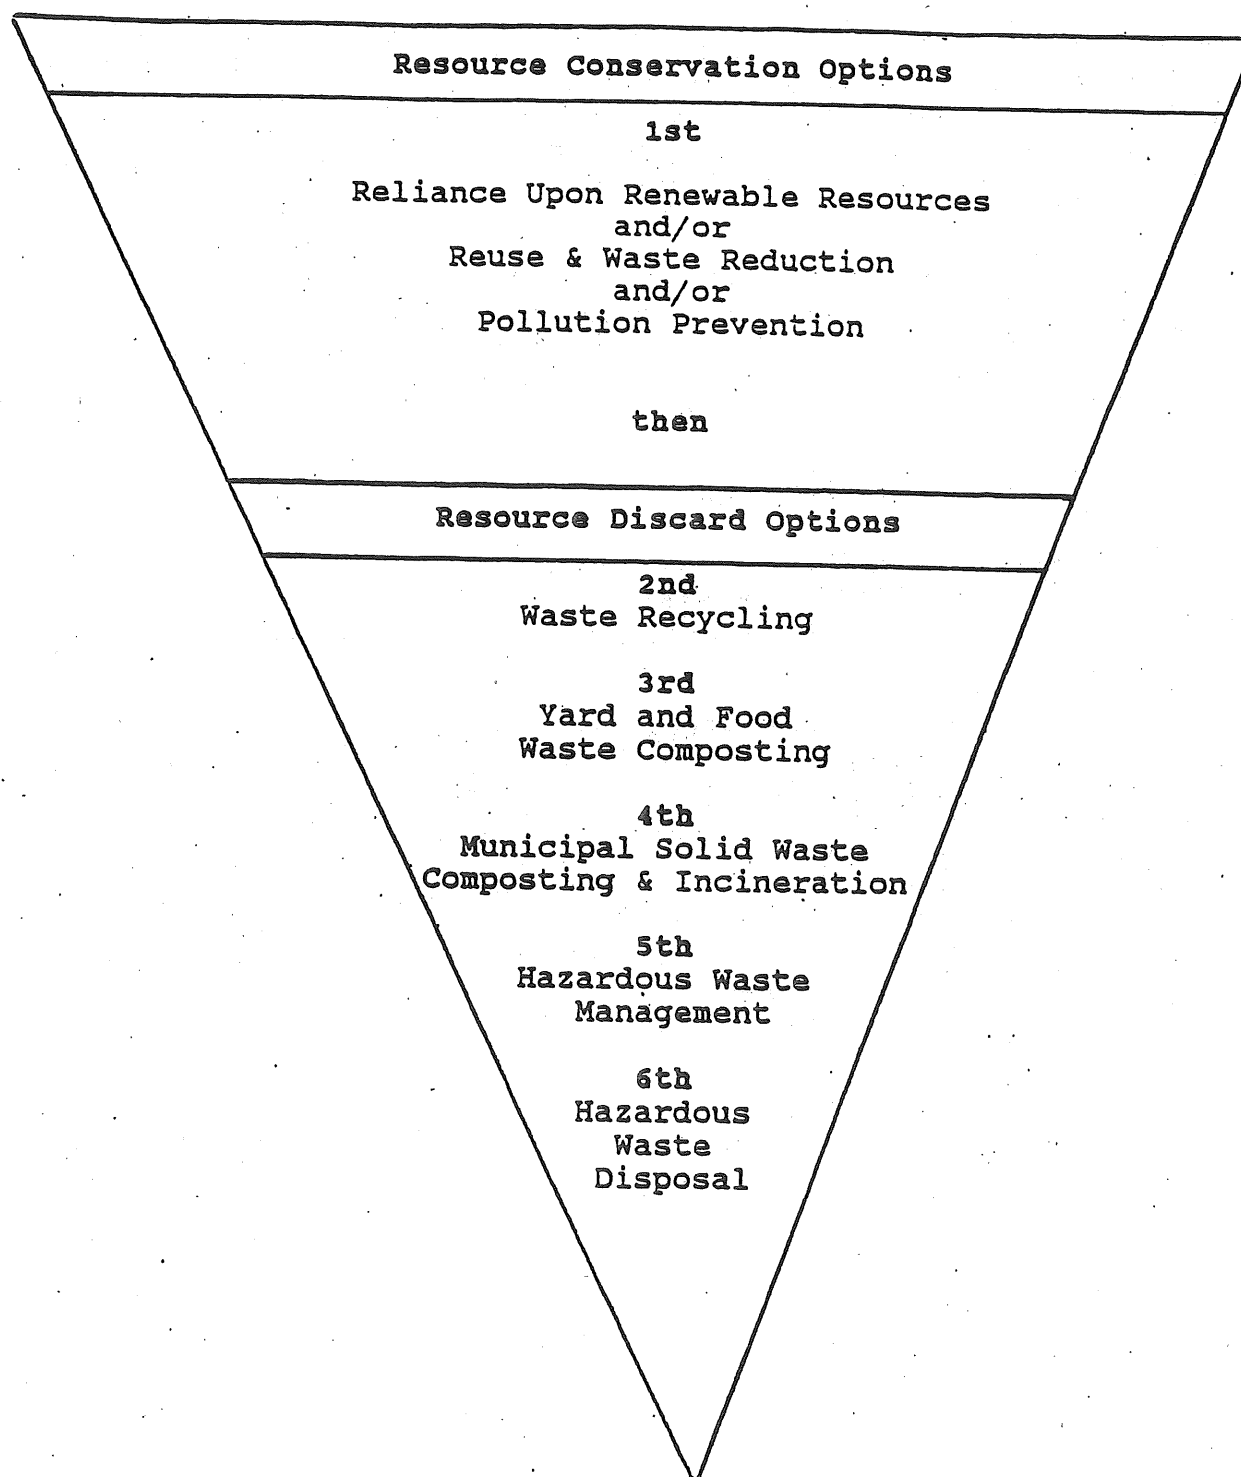 Resource Conservation Options
1st
Reliance Upon Renewable Resources
and/or
Reuse & Waste Reduction
and/or
Pollution Prevention
then
Resource Discard Options
2nd
Waste Recycling
3rd
Yard and Food
Waste Composting
4th
Municipal Solid Waste
Composting & Incineration
5th
Hazardous Waste
Management
6th
Hazardous
Waste
Disposal